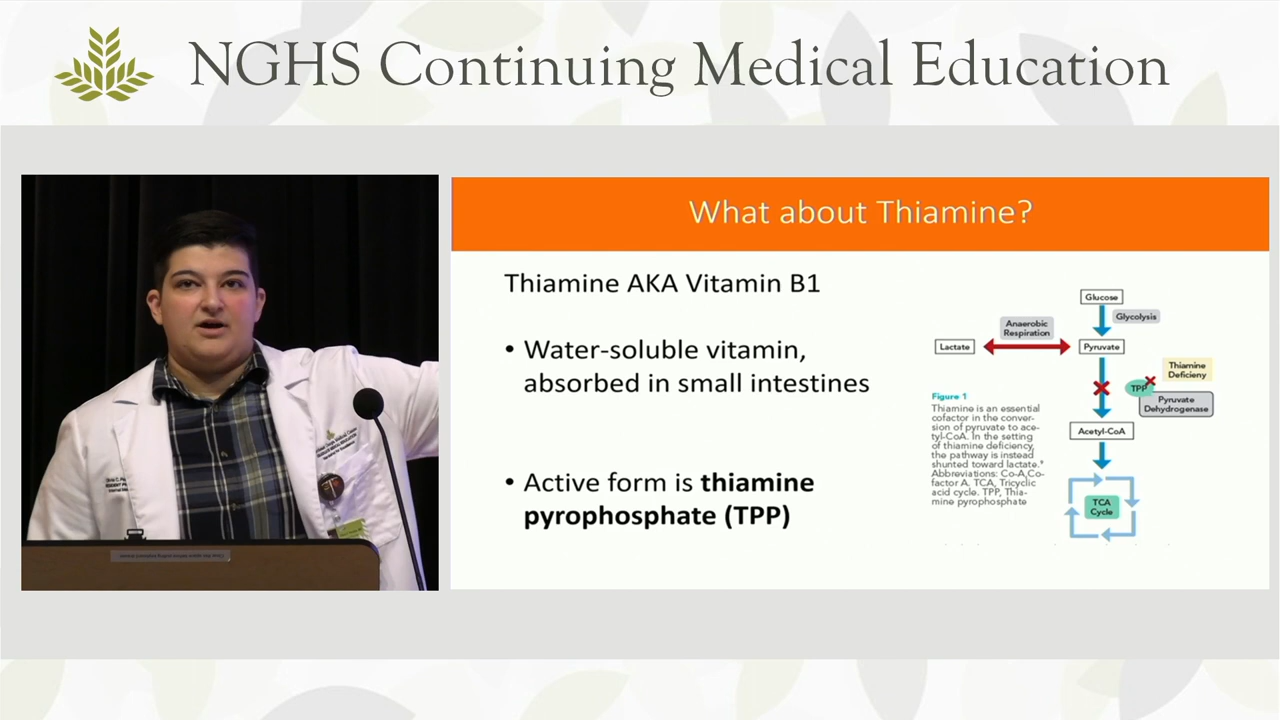 NGHS Continuing Medical Education
What about Thiamine?
Thiamine AKA Vitamin B1
• Water-soluble vitamin,
absorbed in small intestines
• Active form is thiamine
pyrophosphate (TPP)
Glucose
Glycolysis
Anaerobic
Respiration
Lactate
Pyruvate
Thiamine
Deficieny
TPP
Pyruvate
Dehydrogenase
Acetyl-CoA
TCA
Cycle
Figure 1
Thiamine is an essential
cofactor in the conver-
sion of pyruvate to ace-
tyl-CoA. In the setting
of thiamine deficiency,
the pathway is instead
shunted toward lactate.*
Abbreviations: Co-A, Co-
factor A. TCA, Tricyclic
acid cycle. TPP, Thia-
mine pyrophosphate